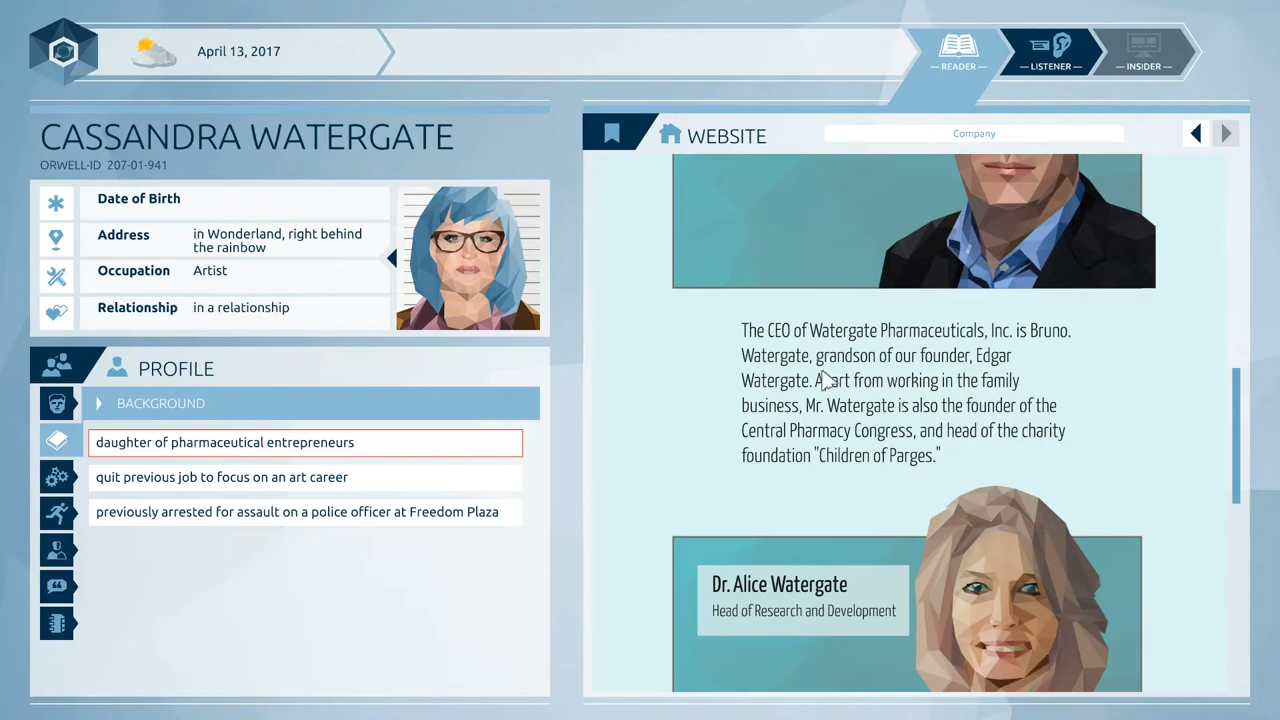 April 13, 2017
— READER —
— LISTENER —
— INSIDER —
CASSANDRA WATERGATE
ORWELL-ID 207-01-941
Date of Birth
Address in Wonderland, right behind
the rainbow
Occupation Artist
Relationship in a relationship
PROFILE
BACKGROUND
daughter of pharmaceutical entrepreneurs
quit previous job to focus on an art career
previously arrested for assault on a police officer at Freedom Plaza
WEBSITE
Company
The CEO of Watergate Pharmaceuticals, Inc. is Bruno.
Watergate, grandson of our founder, Edgar
Watergate. Apart from working in the family
business, Mr. Watergate is also the founder of the
Central Pharmacy Congress, and head of the charity
foundation "Children of Parges."
Dr. Alice Watergate
Head of Research and Development